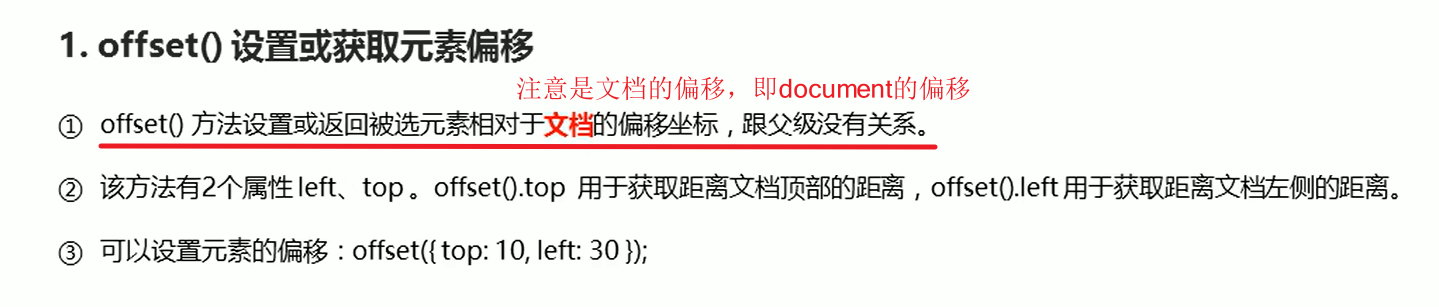 1. offset() 设置或获取元素偏移
注意是文档的偏移，即document的偏移
① offset() 方法设置或返回被选元素相对于文档的偏移坐标，跟父级没有关系。
② 该方法有2个属性 left、top 。offset().top 用于获取距离文档顶部的距离，offset().left 用于获取距离文档左侧的距离。
③ 可以设置元素的偏移：offset({ top: 10, left: 30 });